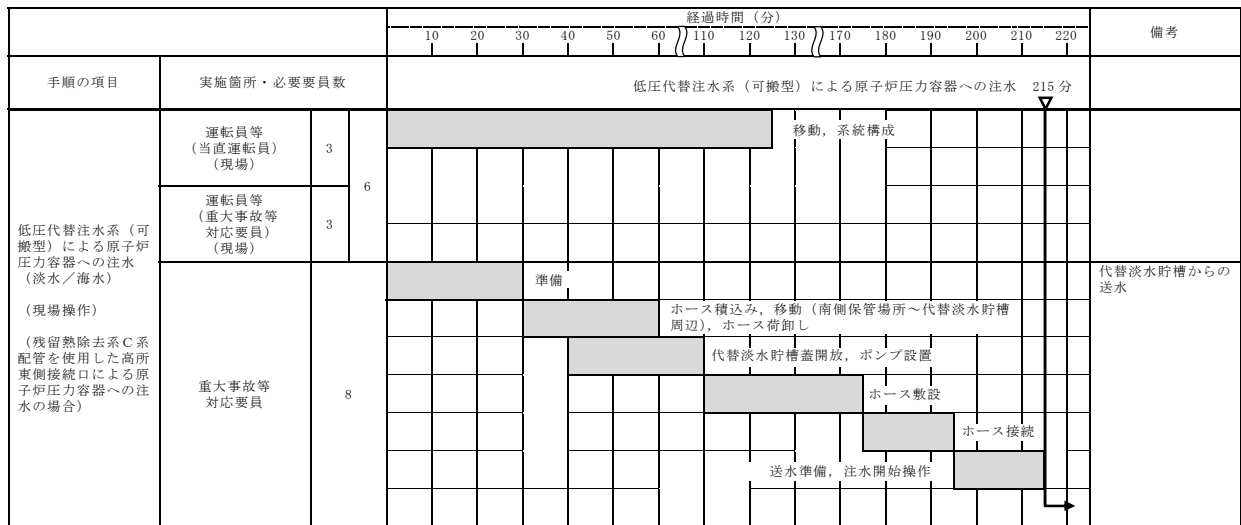 経過時間（分）
備考
10 20 30 40 50 60 110 130 170 180 190 200 210 220
手順の項目
実施箇所・必要要員数
低圧代替注水系（可搬型）による原子炉圧力容器への注水 215 分
低圧代替注水系（可
搬型）による原子炉
圧力容器への注水
（淡水／海水）
（現場操作）
（残留熱除去系Ｃ系
配管を使用した高所
東側接続口による原
子炉圧力容器への注
水の場合）
運転員等
（当直運転員）
（現場）
3
6
移動，系統構成
運転員等
（重大事故等
対応要員）
（現場）
3
重大事故等
対応要員
8
準備
ホース積込み，移動（南側保管場所～代替淡水貯槽
周辺），ホース荷卸し
代替淡水貯槽蓋開放，ポンプ設置
ホース敷設
ホース接続
送水準備，注水開始操作
代替淡水貯槽からの
送水